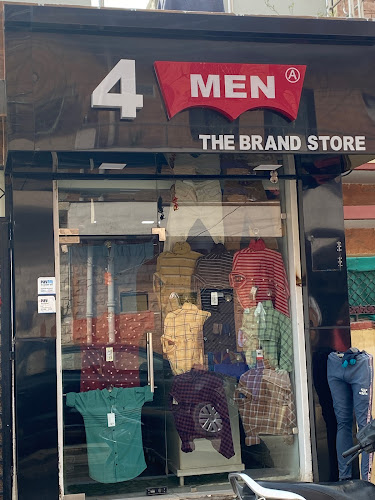 4 MEN
A
THE BRAND STORE